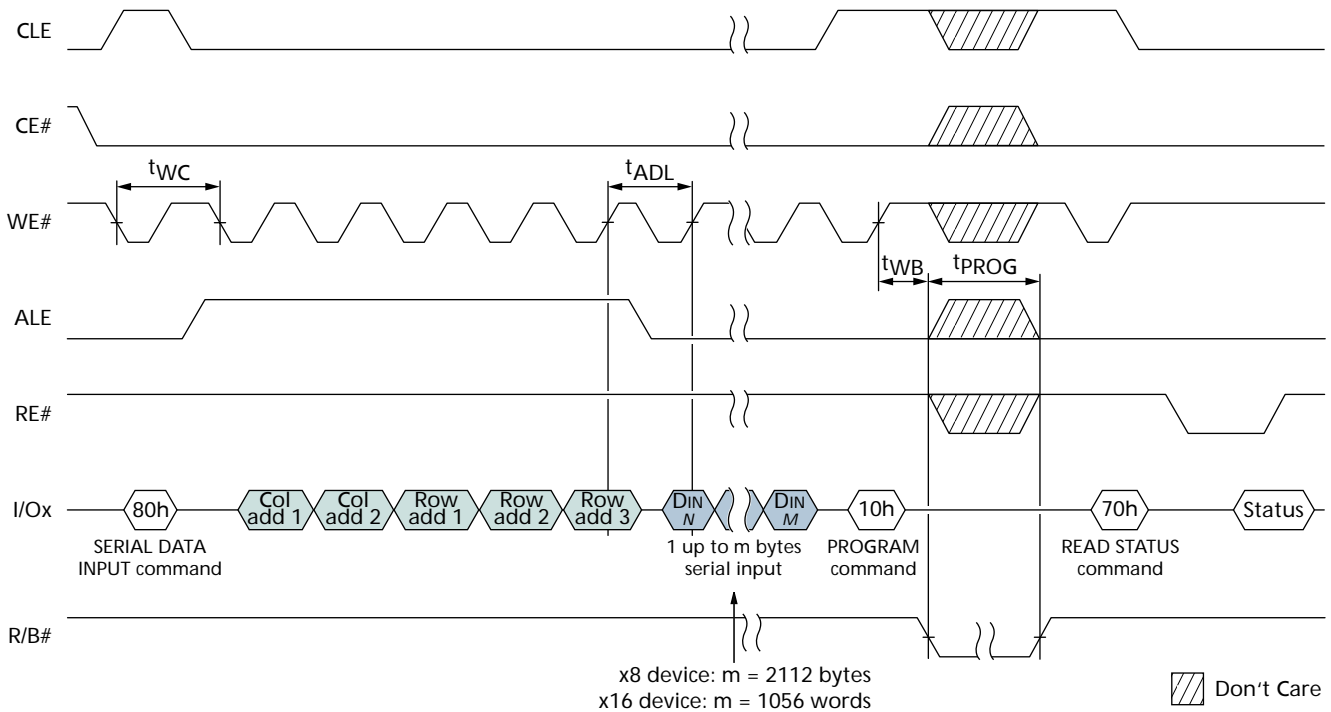 CLE
CE#
tWC
tADL
WE#
tWB
tPROG
ALE
RE#
I/Ox
80h
Col
add 1
Col
add 2
Row
add 1
Row
add 2
Row
add 3
DIN
N
DIN
M
10h
70h
Status
SERIAL DATA
INPUT command
1 up to m bytes
serial input
PROGRAM
command
READ STATUS
command
R/B#
x8 device: m = 2112 bytes
x16 device: m = 1056 words
Don't Care